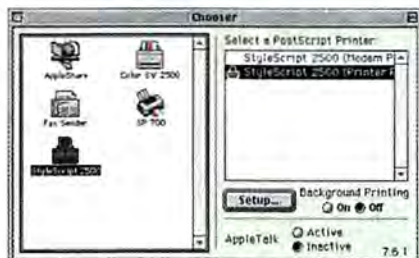 Chooser
AppleShare
Color SW 2500
Fax Sender
SP 700
StyleScript 2500
Select a PostScript Printer:
StyleScript 2500 (Modem P
StyleScript 2500 (Printer P
Setup...
Background Printing
On Off
AppleTalk
Active
Inactive
7.6.1